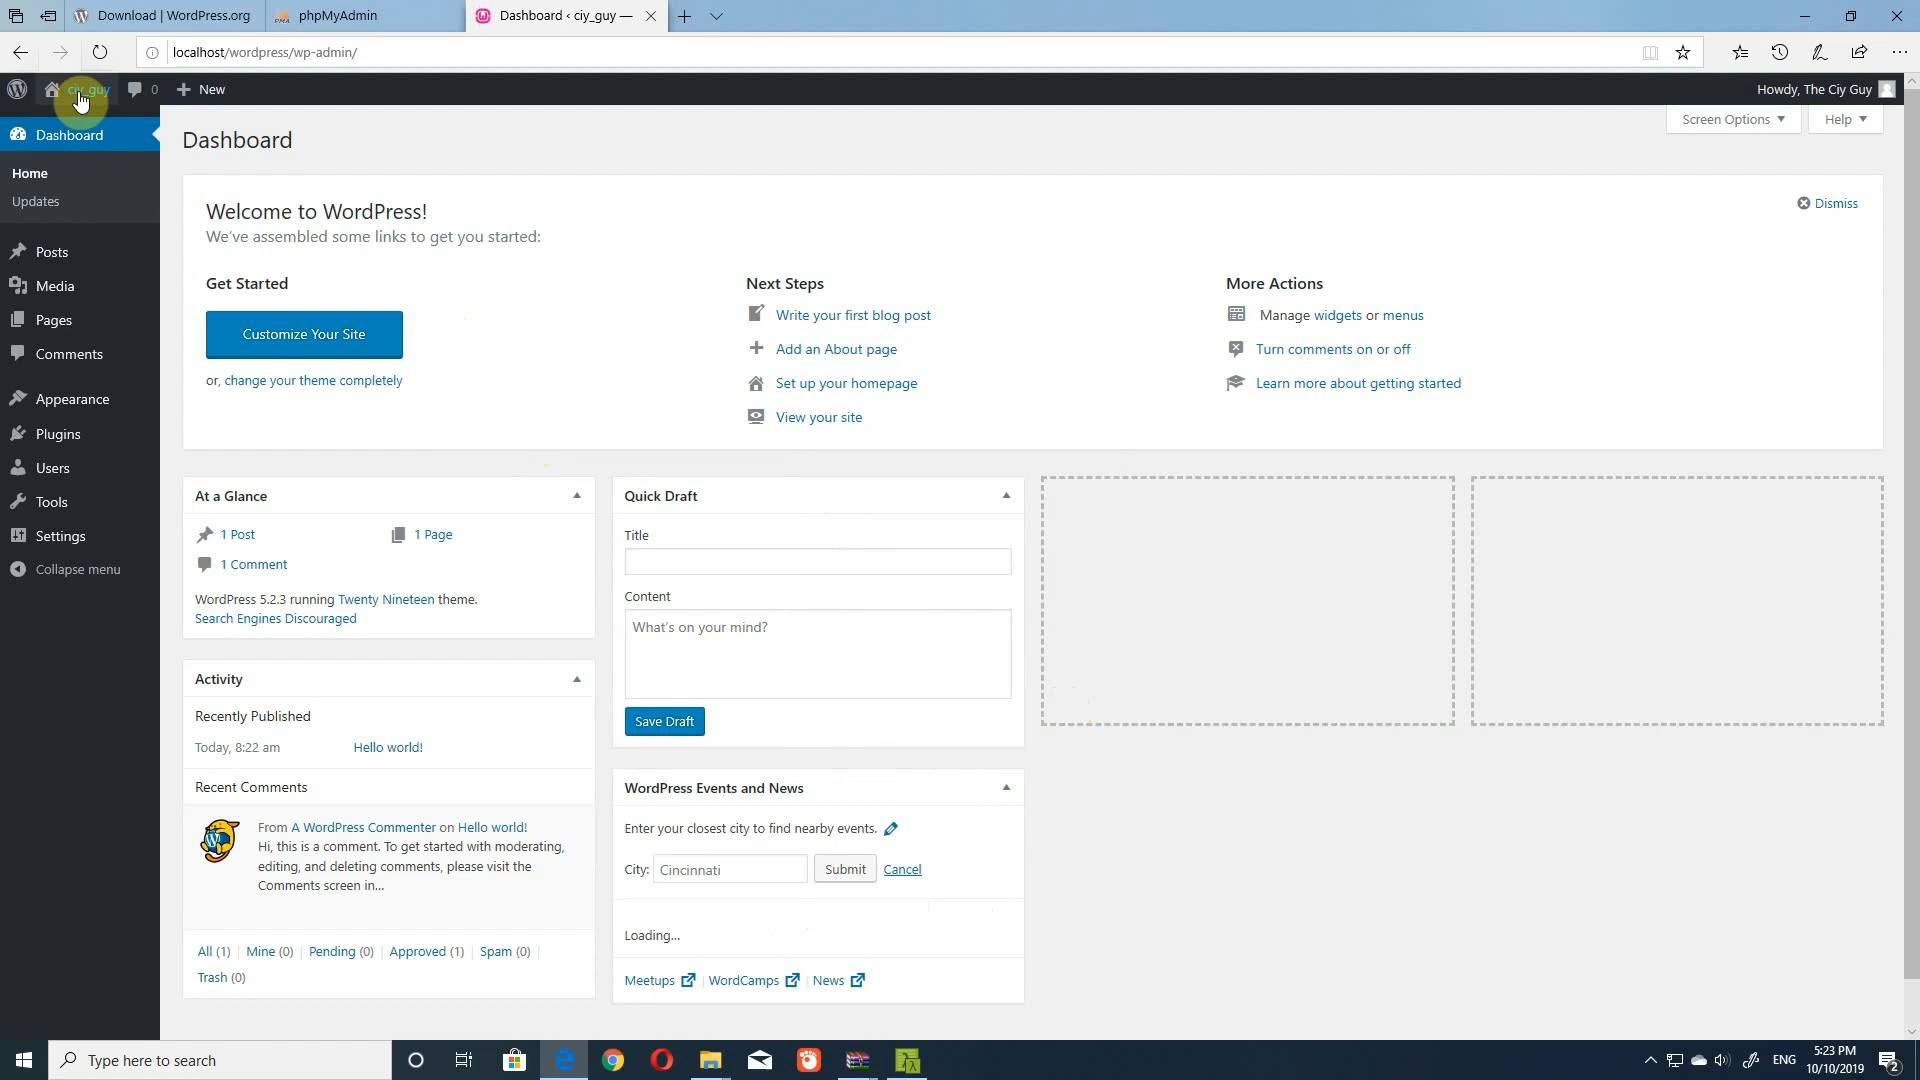 Download | WordPress.org
phpMyAdmin
Dashboard ‹ ciy_guy —
localhost/wordpress/wp-admin/
ciy_guy
0
New
Howdy, The Ciy Guy
Dashboard
Home
Updates
Posts
Media
Pages
Comments
Appearance
Plugins
Users
Tools
Settings
Collapse menu
Dashboard
Screen Options
Help
Welcome to WordPress!
We've assembled some links to get you started:
Dismiss
Get Started
Customize Your Site
or, change your theme completely
Next Steps
Write your first blog post
Add an About page
Set up your homepage
View your site
More Actions
Manage widgets or menus
Turn comments on or off
Learn more about getting started
At a Glance
1 Post
1 Page
1 Comment
WordPress 5.2.3 running Twenty Nineteen theme.
Search Engines Discouraged
Activity
Recently Published
Today, 8:22 am Hello world!
Recent Comments
From A WordPress Commenter on Hello world!
Hi, this is a comment. To get started with moderating,
editing, and deleting comments, please visit the
Comments screen in...
All (1) | Mine (0) | Pending (0) | Approved (1) | Spam (0) |
Trash (0)
Quick Draft
Title
Content
What's on your mind?
Save Draft
WordPress Events and News
Enter your closest city to find nearby events.
City: Cincinnati Submit Cancel
Loading...
Meetups | WordCamps | News
Type here to search
ENG
5:23 PM
10/10/2019
2